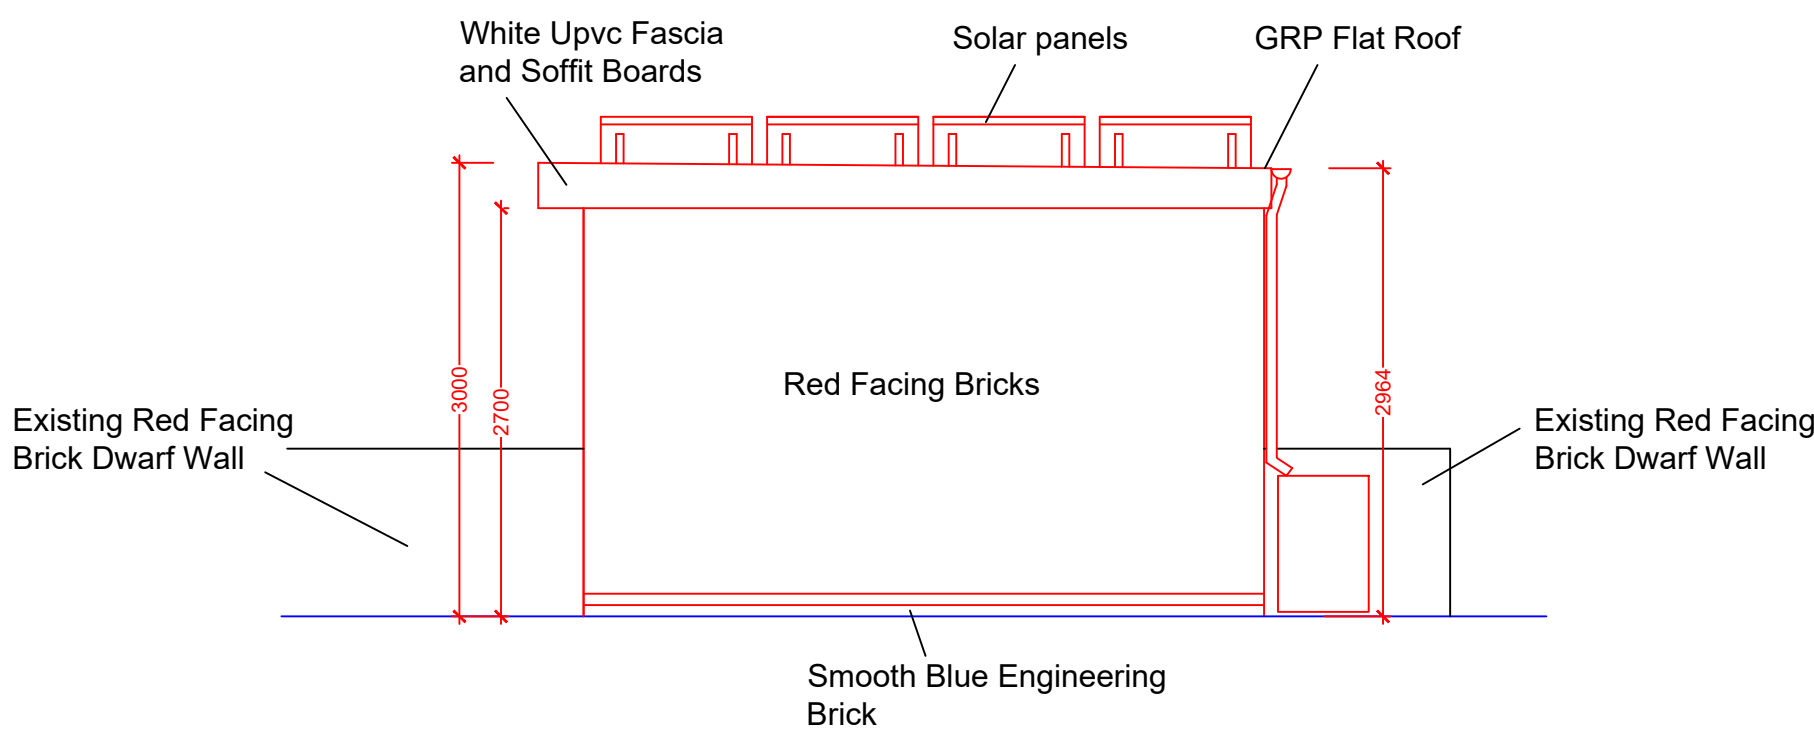 White Upvc Fascia
and Soffit Boards
Solar panels
GRP Flat Roof
3000
2700
Red Facing Bricks
2964
Existing Red Facing
Brick Dwarf Wall
Existing Red Facing
Brick Dwarf Wall
Smooth Blue Engineering
Brick